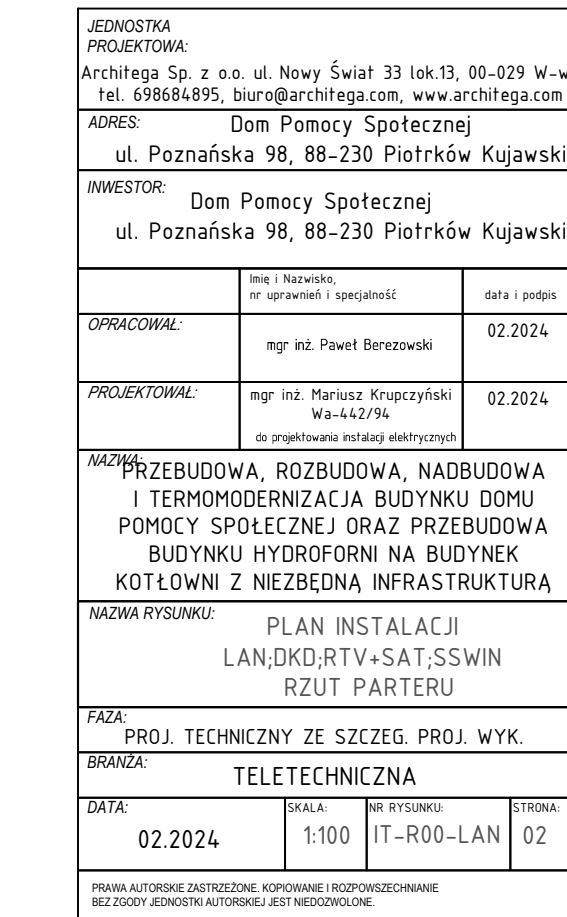 JEDNOSTKA
PROJEKTOWA:
Architega Sp. z o.o. ul. Nowy Świat 33 lok.13, 00-029 W-w
tel. 698684895, biuro@architega.com, www.architega.com
ADRES:
Dom Pomocy Społecznej
ul. Poznańska 98, 88-230 Piotrków Kujawski
INWESTOR:
Dom Pomocy Społecznej
ul. Poznańska 98, 88-230 Piotrków Kujawski
Imię i Nazwisko,
nr uprawnień i specjalność
data i podpis
OPRACOWAŁ:
mgr inż. Paweł Berezowski
02.2024
PROJEKTOWAŁ:
mgr inż. Mariusz Krupczyński
Wa-442/94
do projektowania instalacji elektrycznych
02.2024
NAZWA:
PRZEBUDOWA, ROZBUDOWA, NADBUDOWA
I TERMOMODERNIZACJA BUDYNKU DOMU
POMOCY SPOŁECZNEJ ORAZ PRZEBUDOWA
BUDYNKU HYDROFORNI NA BUDYNEK
KOTŁOWNI Z NIEZBĘDNĄ INFRASTRUKTURĄ
NAZWA RYSUNKU:
PLAN INSTALACJI
LAN;DKD;RTV+SAT;SSWIN
RZUT PARTERU
FAZA:
PROJ. TECHNICZNY ZE SZCZEG. PROJ. WYK.
BRANŻA:
TELETECHNICZNA
DATA:
02.2024
SKALA:
1:100
NR RYSUNKU:
IT-R00-LAN
STRONA:
02
PRAWA AUTORSKIE ZASTRZEŻONE. KOPIOWANIE I ROZPOWSZECHNIANIE
BEZ ZGODY JEDNOSTKI AUTORSKIEJ JEST NIEDOZWOLONE.